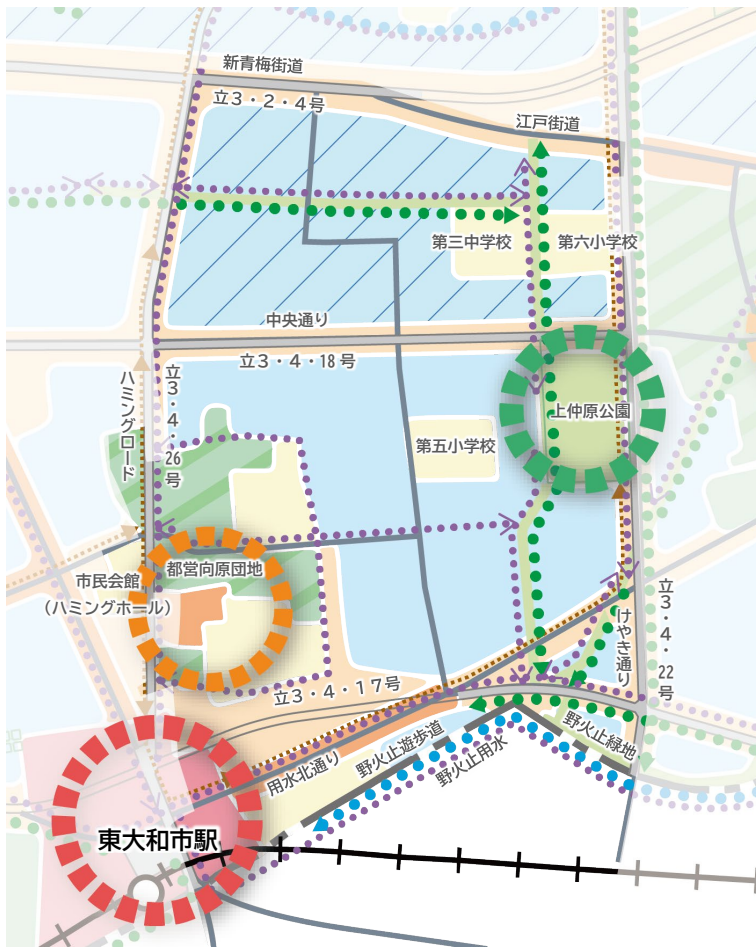 新青梅街道
立3・2・4号
江戸街道
第三中学校
第六小学校
中央通り
立3・4・18号
ハミングロード
立3・4・26号
上仲原公園
第五小学校
都営向原団地
市民会館
(ハミングホール)
立3・4・22号
けやき通り
立3・4・17号
用水北通り
野火止遊歩道
野火止用水
野火止緑地
東大和市駅